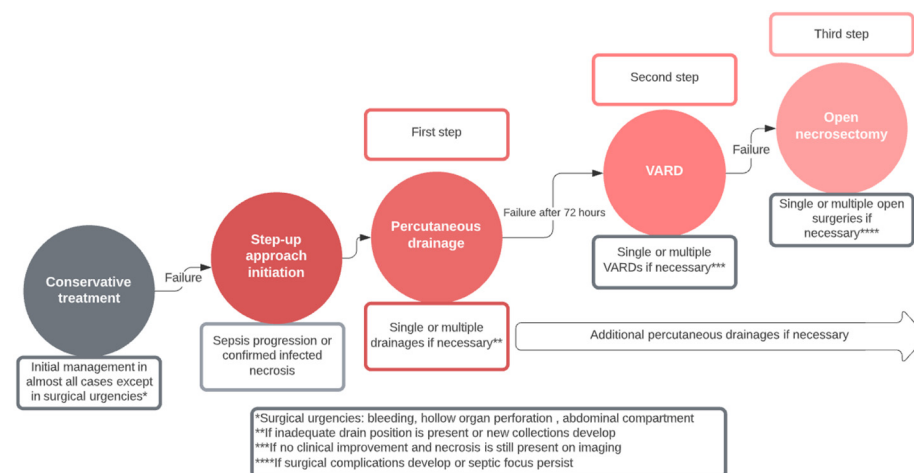 Third step
Second step
First step
Open
necrosectomy
Failure
VARD
Single or multiple open
surgeries if
necessary****
Percutaneous
drainage
Failure after 72 hours
Step-up
approach
initiation
Single or multiple
VARDs if necessary***
Conservative
treatment
Failure
Sepsis progression or
confirmed infected
necrosis
Single or multiple
drainages if necessary**
Additional percutaneous drainages if necessary
Initial management in
almost all cases except
in surgical urgencies*
*Surgical urgencies: bleeding, hollow organ perforation , abdominal compartment
**If inadequate drain position is present or new collections develop
***If no clinical improvement and necrosis is still present on imaging
****If surgical complications develop or septic focus persist